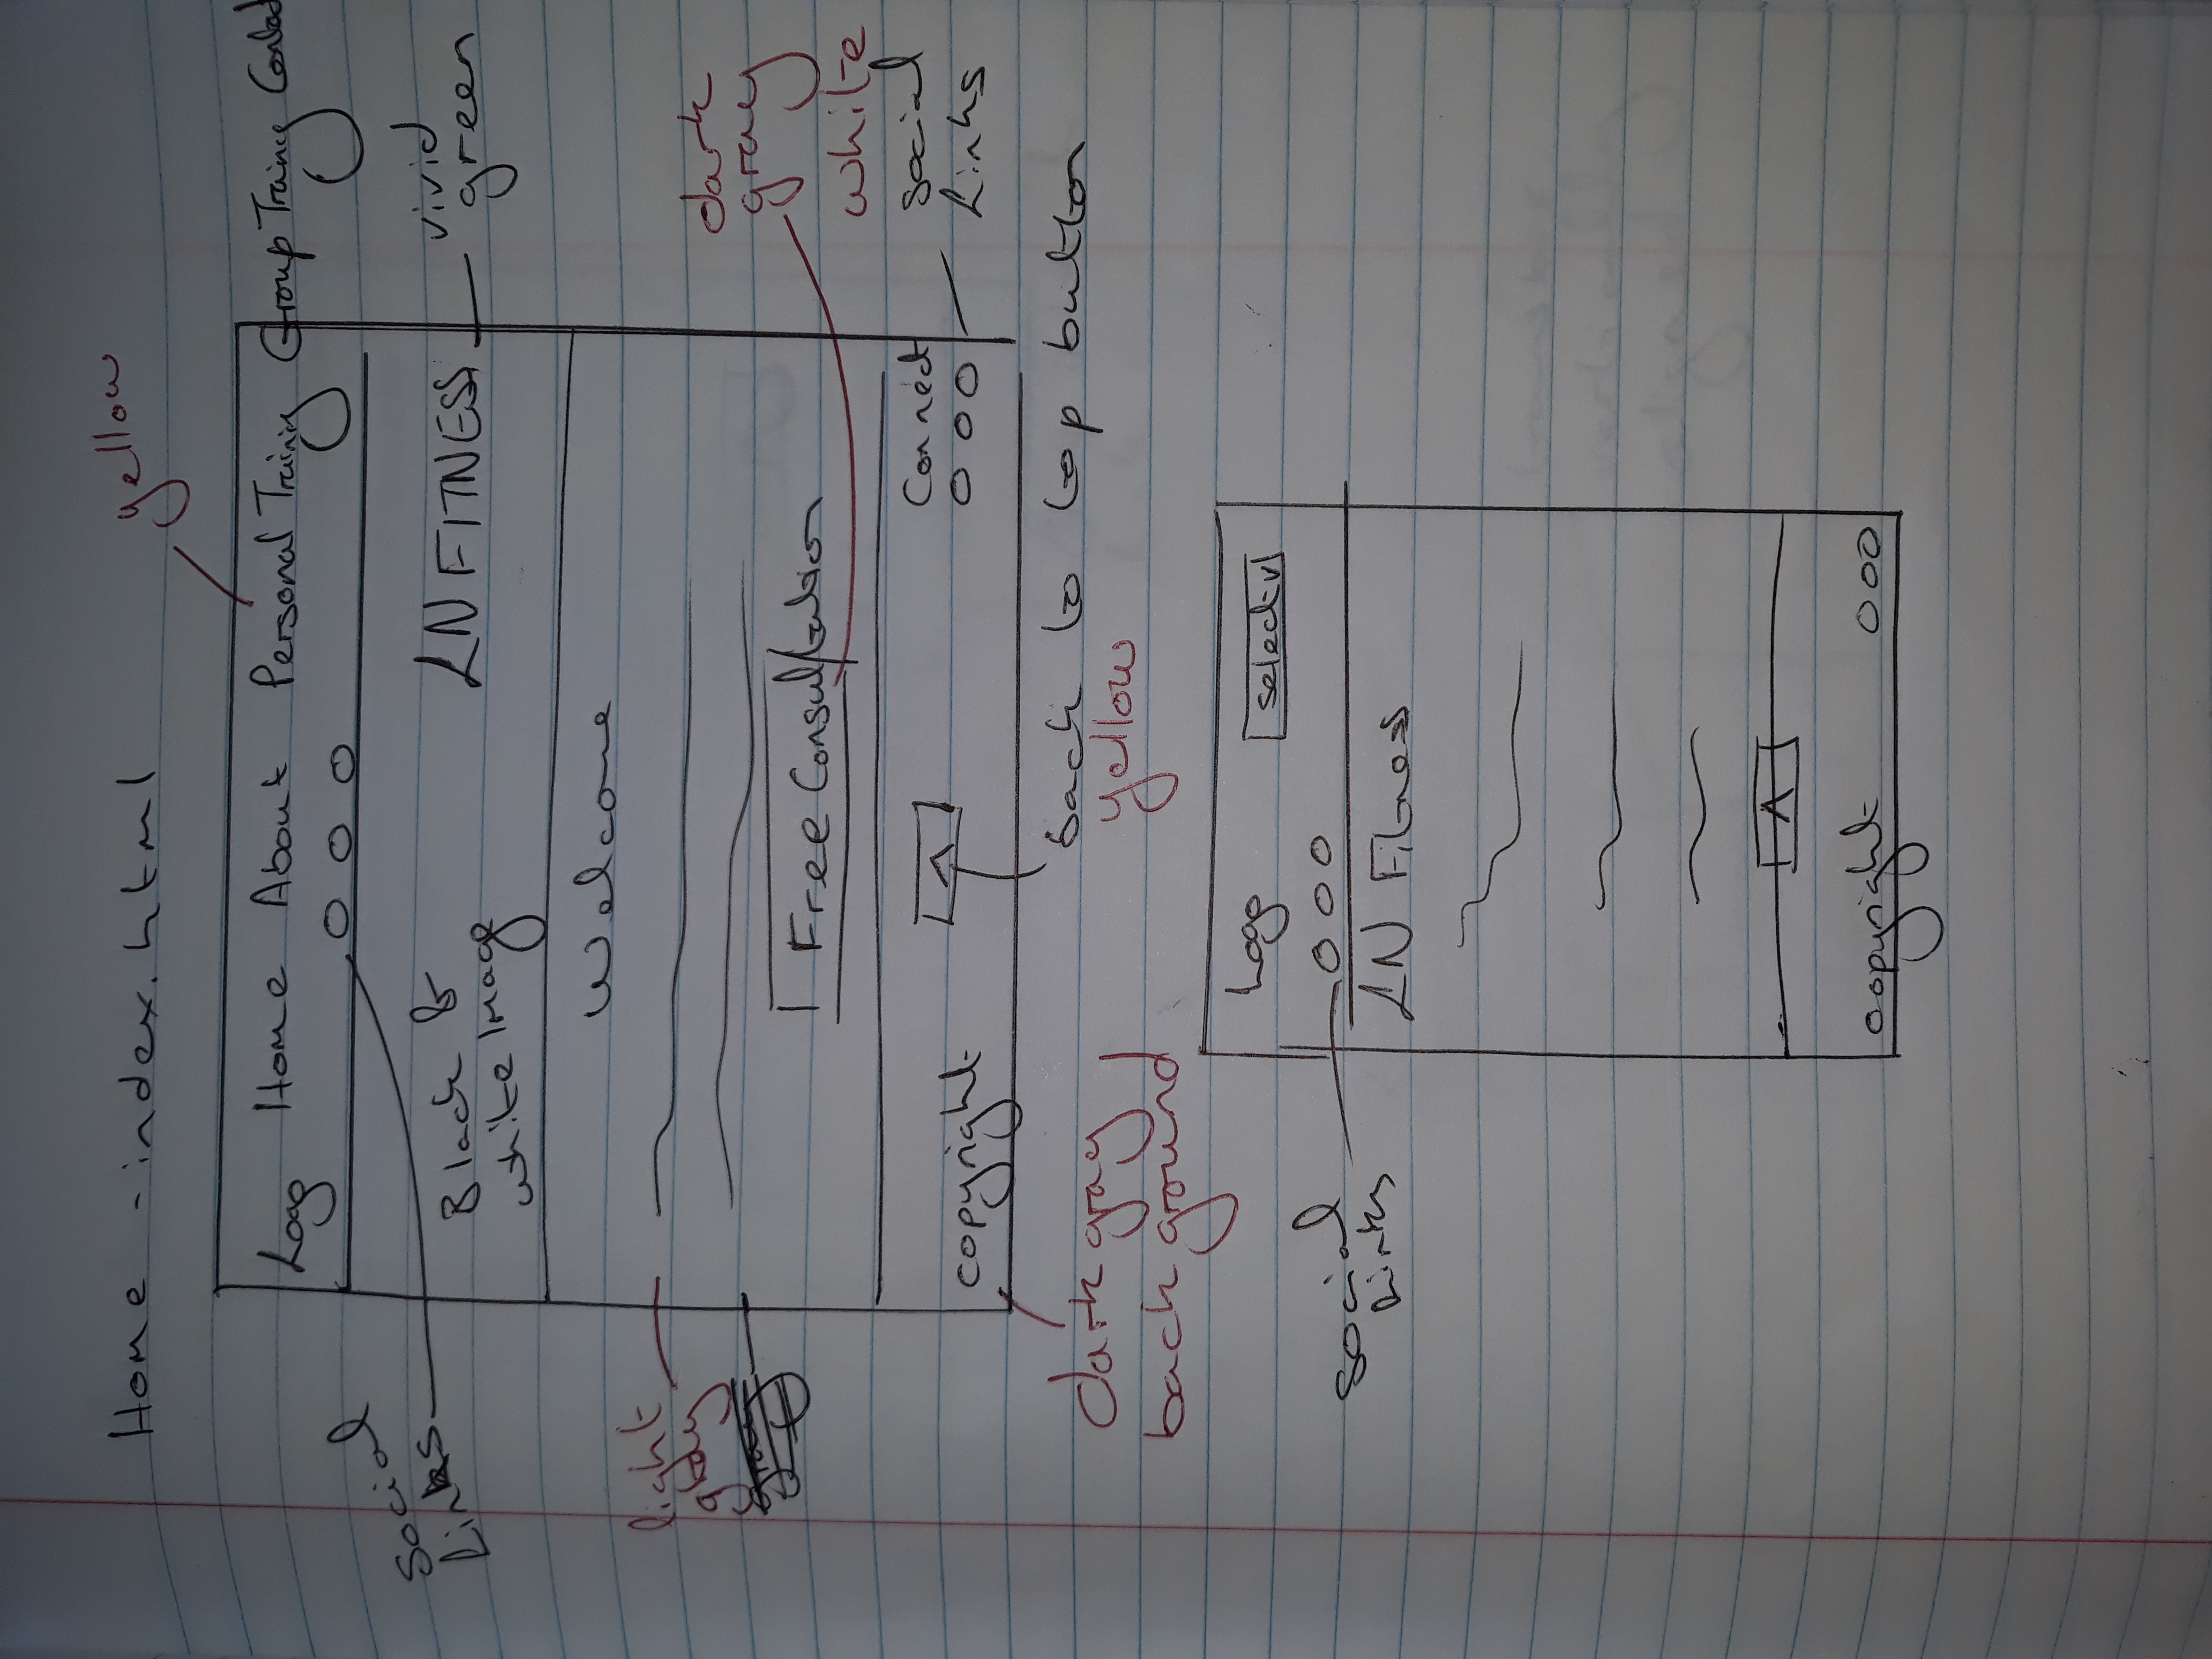 yellow
Home - index.html
Logo Home About Personal Training Group Training Contact
Social
Links
Black &
white Image
LN FITNESS
vivid
green
Welcome
light
gray
gray
dark
gray
Free Consultation
white
social
Links
Connect
copyright
^
back to top button
yellow
dark gray
background
Logo
select v
Social
Links
LN Fitness
^
copyright